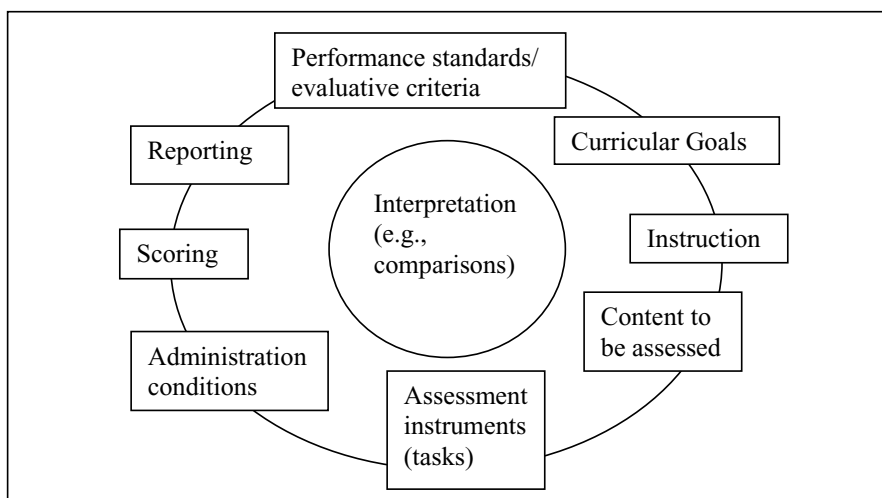 Performance standards/
evaluative criteria
Curricular Goals
Instruction
Content to
be assessed
Assessment
instruments
(tasks)
Administration
conditions
Scoring
Reporting
Interpretation
(e.g.,
comparisons)